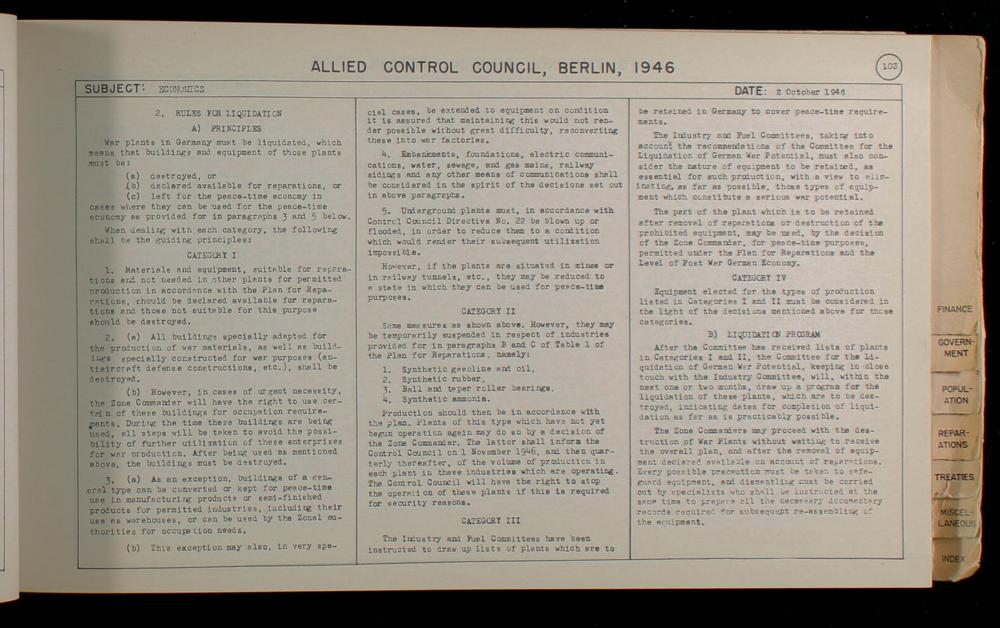 ALLIED CONTROL COUNCIL, BERLIN, 1946
103
SUBJECT: ECONOMICS
DATE: 2 October 1946
2. RULES FOR LIQUIDATION
A) PRINCIPLES
War plants in Germany must be liquidated, which
means that buildings and equipment of those plants
must be:
(a) destroyed, or
(b) declared available for reparations, or
(c) left for the peace-time economy in
cases where they can be used for the peace-time
economy as provided for in paragraphs 3 and 5 below.
When dealing with each category, the following
shall be the guiding principles:
CATEGORY I
1. Materials and equipment, suitable for repara-
tions and not needed in other plants for permitted
production in accordance with the Plan for Repa-
rations, should be declared available for repara-
tions and those not suitable for this purpose
should be destroyed.
2. (a) All buildings specially adapted for
the production of war materials, as well as build-
ings specially constructed for war purposes (an-
tiaircraft defense constructions, etc.), shall be
destroyed.
(b) However, in cases of urgent necessity,
the Zone Commander will have the right to use cer-
tain of these buildings for occupation require-
ments. During the time these buildings are being
used, all steps will be taken to avoid the possi-
bility of further utilization of these enterprises
for war production. After being used as mentioned
above, the buildings must be destroyed.
3. (a) As an exception, buildings of a gen-
eral type can be converted or kept for peace-time
use in manufacturing products or semi-finished
products for permitted industries, including their
use as warehouses, or can be used by the Zonal au-
thorities for occupation needs.
(b) This exception may also, in very spe-
cial cases, be extended to equipment on condition
it is assured that maintaining this would not ren-
der possible without great difficulty, reconverting
these into war factories.
4. Embankments, foundations, electric communi-
cations, water, sewage, and gas mains, railway
sidings and any other means of communications shall
be considered in the spirit of the decisions set out
in above paragraphs.
5. Underground plants must, in accordance with
Control Council Directive No. 22 be blown up or
flooded, in order to reduce them to a condition
which would render their subsequent utilization
impossible.
However, if the plants are situated in mines or
in railway tunnels, etc., they may be reduced to
a state in which they can be used for peace-time
purposes.
CATEGORY II
Same measures as shown above. However, they may
be temporarily suspended in respect of industries
provided for in paragraphs B and C of Table 1 of
the Plan for Reparations, namely:
1. Synthetic gasoline and oil,
2. Synthetic rubber,
3. Ball and taper roller bearings,
4. Synthetic ammonia.
Production should then be in accordance with
the plan. Plants of this type which have not yet
begun operation again may do so by a decision of
the Zone Commander. The latter shall inform the
Control Council on 1 November 1946, and then quar-
terly thereafter, of the volume of production in
each plant in these industries which are operating.
The Control Council will have the right to stop
the operation of these plants if this is required
for security reasons.
CATEGORY III
The Industry and Fuel Committees have been
instructed to draw up lists of plants which are to
be retained in Germany to cover peace-time require-
ments.
The Industry and Fuel Committees, taking into
account the recommendations of the Committee for the
Liquidation of German War Potential, must also con-
sider the nature of equipment to be retained, as
essential for such production, with a view to elim-
inating, as far as possible, those types of equip-
ment which constitute a serious war potential.
The part of the plant which is to be retained
after removal of reparations or destruction of the
prohibited equipment, may be used, by the decision
of the Zone Commander, for peace-time purposes,
permitted under the Plan for Reparations and the
Level of Post War German Economy.
CATEGORY IV
Equipment elected for the types of production
listed in Categories I and II must be considered in
the light of the decisions mentioned above for those
categories.
B) LIQUIDATION PROGRAM
After the Committee has received lists of plants
in Categories I and II, the Committee for the Li-
quidation of German War Potential, keeping in close
touch with the Industry Committee, will, within the
next one or two months, draw up a program for the
liquidation of these plants, which are to be des-
troyed, indicating dates for completion of liqui-
dation as far as is practicably possible.
The Zone Commanders may proceed with the des-
truction of War Plants without waiting to receive
the overall plan, and after the removal of equip-
ment declared available on account of reparations.
Every possible precaution must be taken to safe-
guard equipment, and dismantling must be carried
out by specialists who shall be instructed at the
same time to prepare all the necessary documentary
records required for subsequent re-assembling of
the equipment.
FINANCE
GOVERN-
MENT
POPUL-
ATION
REPAR-
ATIONS
TREATIES
MISCEL-
LANEOUS
INDEX